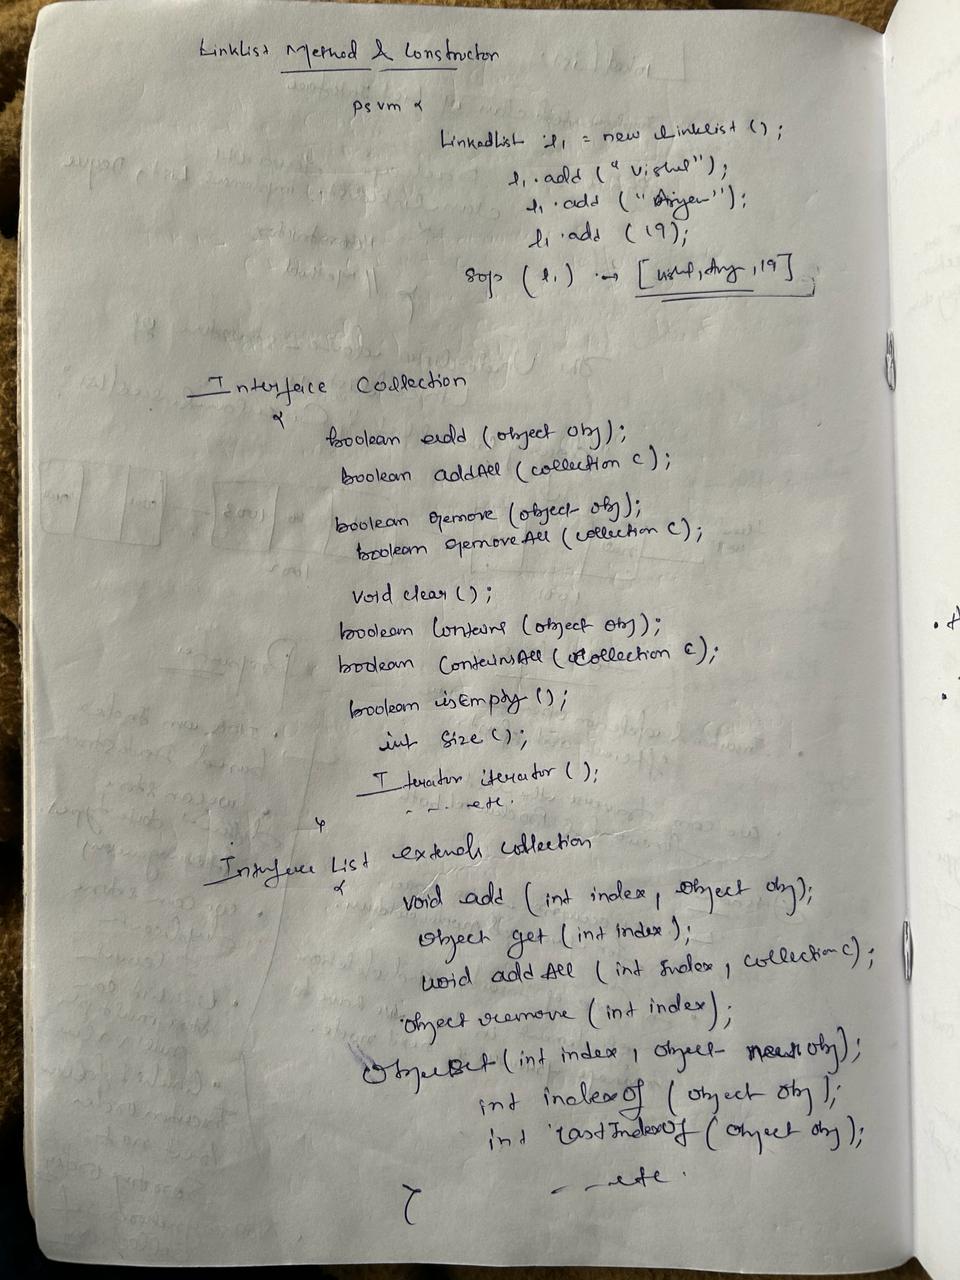 LinkList Method & Constructor
psvm {
LinkedList l1 = new Linklist ();
l1.add ("Vishal");
l1.add ("Aryan");
l1.add (19);
Sop (l1) → [Vishal, Ary, 19]
Interface Collection
{
boolean add (object obj);
boolean addAll (collection c);
boolean remove (object obj);
boolean removeAll (collection c);
void clear ();
boolean Contains (object obj);
boolean ContainsAll (collection c);
boolean isEmpty ();
int Size ();
Iterator iterator ();
- - - etc.
}
Interface List extends collection
{
void add (int index, Object obj);
Object get (int index);
void addAll (int Index, collection c);
Object remove (int index);
Object Set (int index, object new obj);
int indexOf (object obj);
int lastIndexOf (object obj);
- - etc.
}